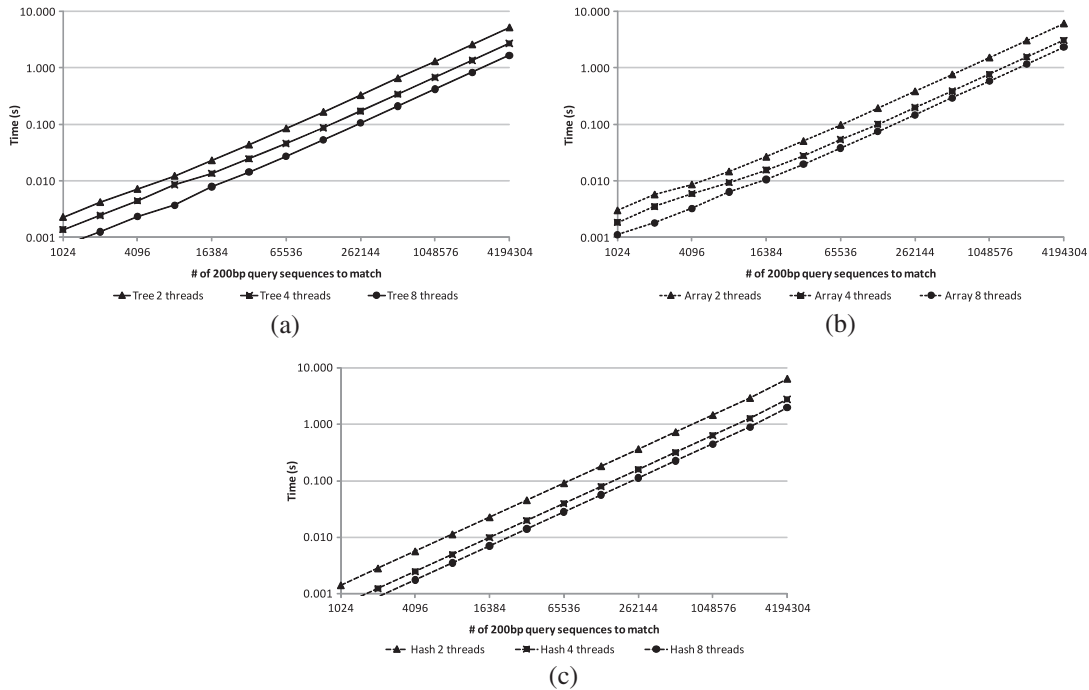 10.000
1.000
0.100
0.010
0.001
Time (s)
1024 4096 16384 65536 262144 1048576 4194304
# of 200bp query sequences to match
Tree 2 threads Tree 4 threads Tree 8 threads
(a)
10.000
1.000
0.100
0.010
0.001
Time (s)
1024 4096 16384 65536 262144 1048576 4194304
# of 200bp query sequences to match
Array 2 threads Array 4 threads Array 8 threads
(b)
10.000
1.000
0.100
0.010
0.001
Time (s)
1024 4096 16384 65536 262144 1048576 4194304
# of 200bp query sequences to match
Hash 2 threads Hash 4 threads Hash 8 threads
(c)